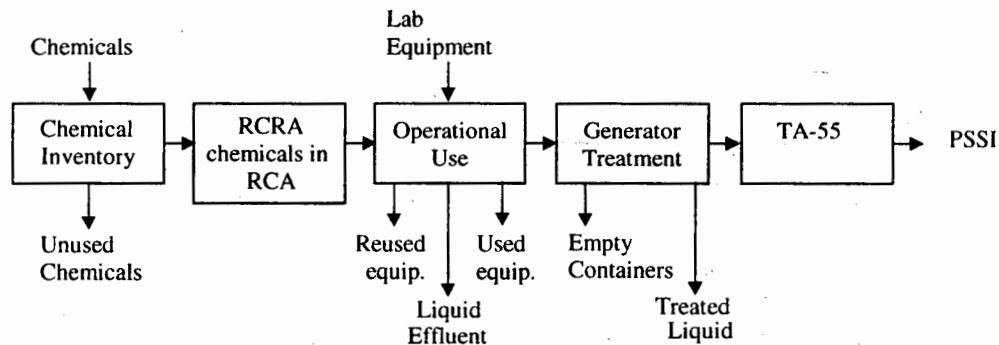 Chemicals
Lab
Equipment
Chemical
Inventory
RCRA
chemicals in
RCA
Operational
Use
Generator
Treatment
TA-55
PSSI
Unused
Chemicals
Reused
equip.
Used
equip.
Liquid
Effluent
Empty
Containers
Treated
Liquid